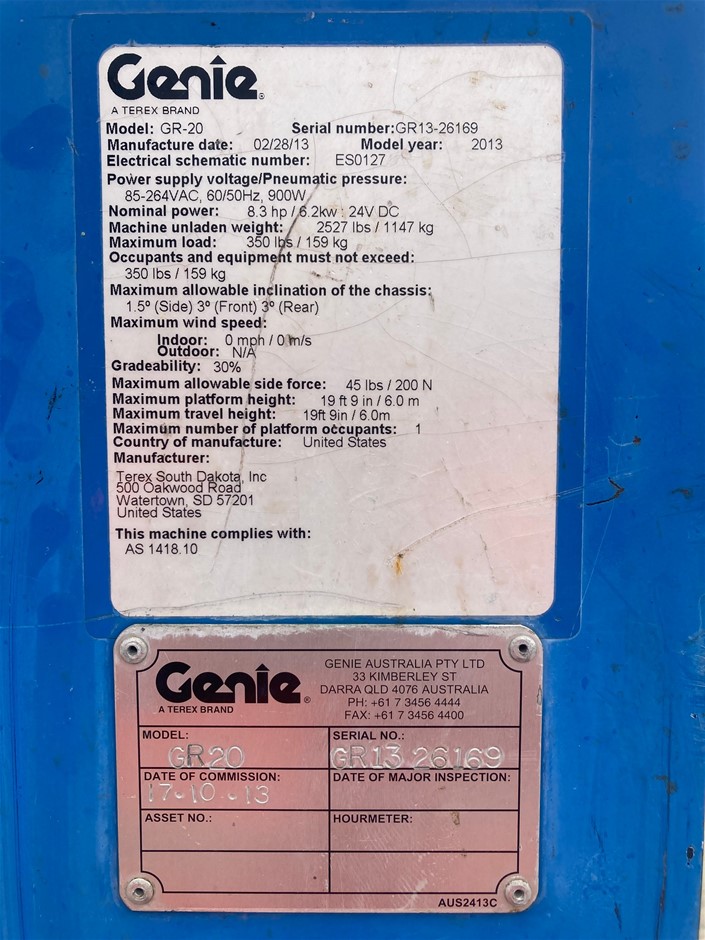 Genie®
A TEREX BRAND
Model: GR-20 Serial number:GR13-26169
Manufacture date: 02/28/13 Model year: 2013
Electrical schematic number: ES0127
Power supply voltage/Pneumatic pressure:
85-264VAC, 60/50Hz, 900W
Nominal power: 8.3 hp / 6.2kw : 24V DC
Machine unladen weight: 2527 lbs / 1147 kg
Maximum load: 350 lbs / 159 kg
Occupants and equipment must not exceed:
350 lbs / 159 kg
Maximum allowable inclination of the chassis:
1.5º (Side) 3º (Front) 3º (Rear)
Maximum wind speed:
Indoor: 0 mph / 0 m/s
Outdoor: N/A
Gradeability: 30%
Maximum allowable side force: 45 lbs / 200 N
Maximum platform height: 19 ft 9 in / 6.0 m
Maximum travel height: 19ft 9in / 6.0m
Maximum number of platform occupants: 1
Country of manufacture: United States
Manufacturer:
Terex South Dakota, Inc
500 Oakwood Road
Watertown, SD 57201
United States
This machine complies with:
AS 1418.10
Genie®
A TEREX BRAND
GENIE AUSTRALIA PTY LTD
33 KIMBERLEY ST
DARRA QLD 4076 AUSTRALIA
PH: +61 7 3456 4444
FAX: +61 7 3456 4400
MODEL: SERIAL NO.:
GR20 GR13 26169
DATE OF COMMISSION: DATE OF MAJOR INSPECTION:
17-10-13
ASSET NO.: HOURMETER:
AUS2413C